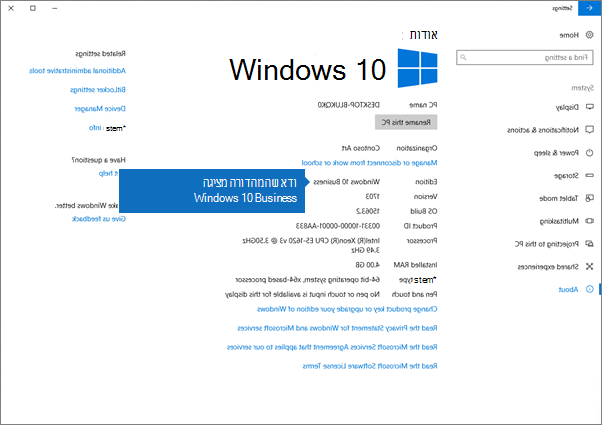 Settings
Home
Find a setting
System
Display
Notifications & actions
Power & sleep
Storage
Tablet mode
Multitasking
Projecting to this PC
Shared experiences
About
אודות :
Windows 10
PC name DESKTOP-BLUKQK0
Rename this PC
Organization Contoso Art
Manage or disconnect from work or school
Edition Windows 10 Business
ודא שהמהדורה מציגה
Windows 10 Business
Version 1703
OS Build 15063.2
Product ID 00331-10000-00001-AA833
Processor Intel(R) Xeon(R) CPU E5-1620 v3 @ 3.50GHz
3.49 GHz
Installed RAM 4.00 GB
type 64-bit operating system, x64-based processor
Pen and touch No pen or touch input is available for this display
Change product key or upgrade your edition of Windows
Read the Privacy Statement for Windows and Microsoft services
Read the Microsoft Services Agreement that applies to our services
Read the Microsoft Software License Terms
Related settings
Additional administrative tools
BitLocker settings
Device Manager
info
Have a question?
help
Windows better.
Give us feedback